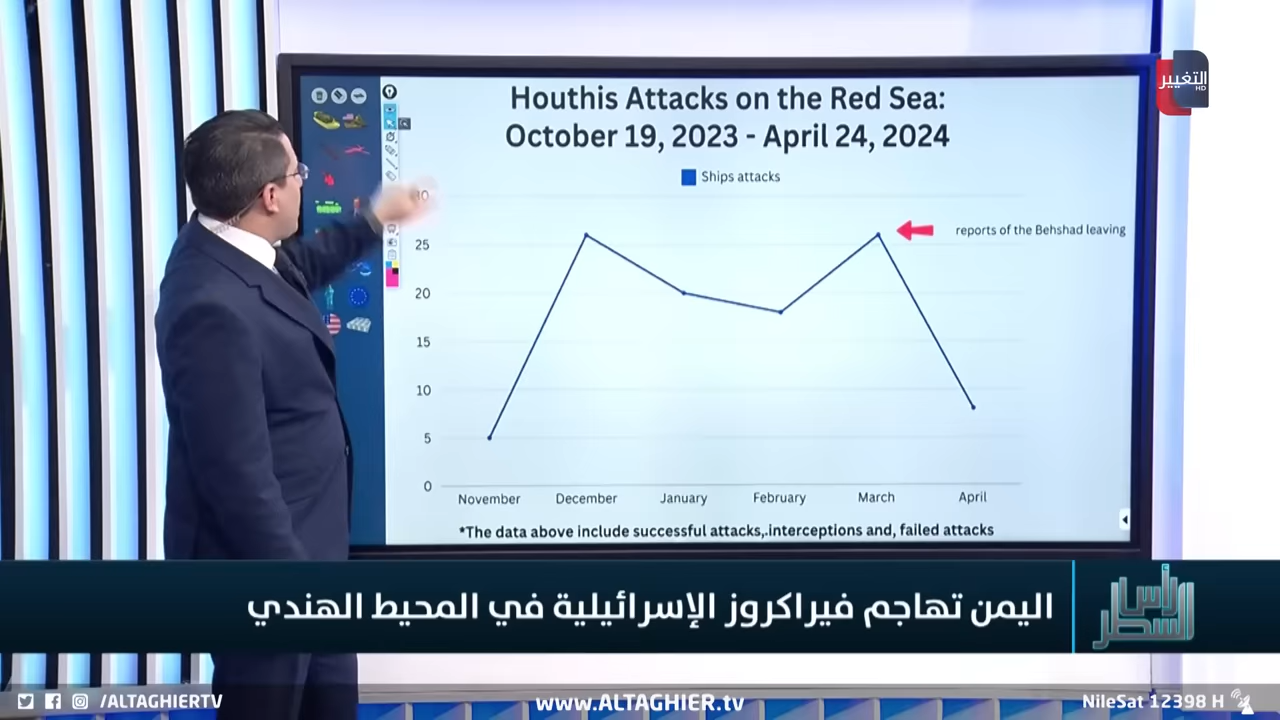 التغيير
HD
Houthis Attacks on the Red Sea:
October 19, 2023 - April 24, 2024
Ships attacks
25
20
15
10
5
0
reports of the Behshad leaving
November December January February March April
*The data above include successful attacks,.interceptions and, failed attacks
اليمن تهاجم فيراكروز الإسرائيلية في المحيط الهندي
رأس السطر
/ALTAGHIERTV
www.ALTAGHIER.tv
NileSat 12398 H